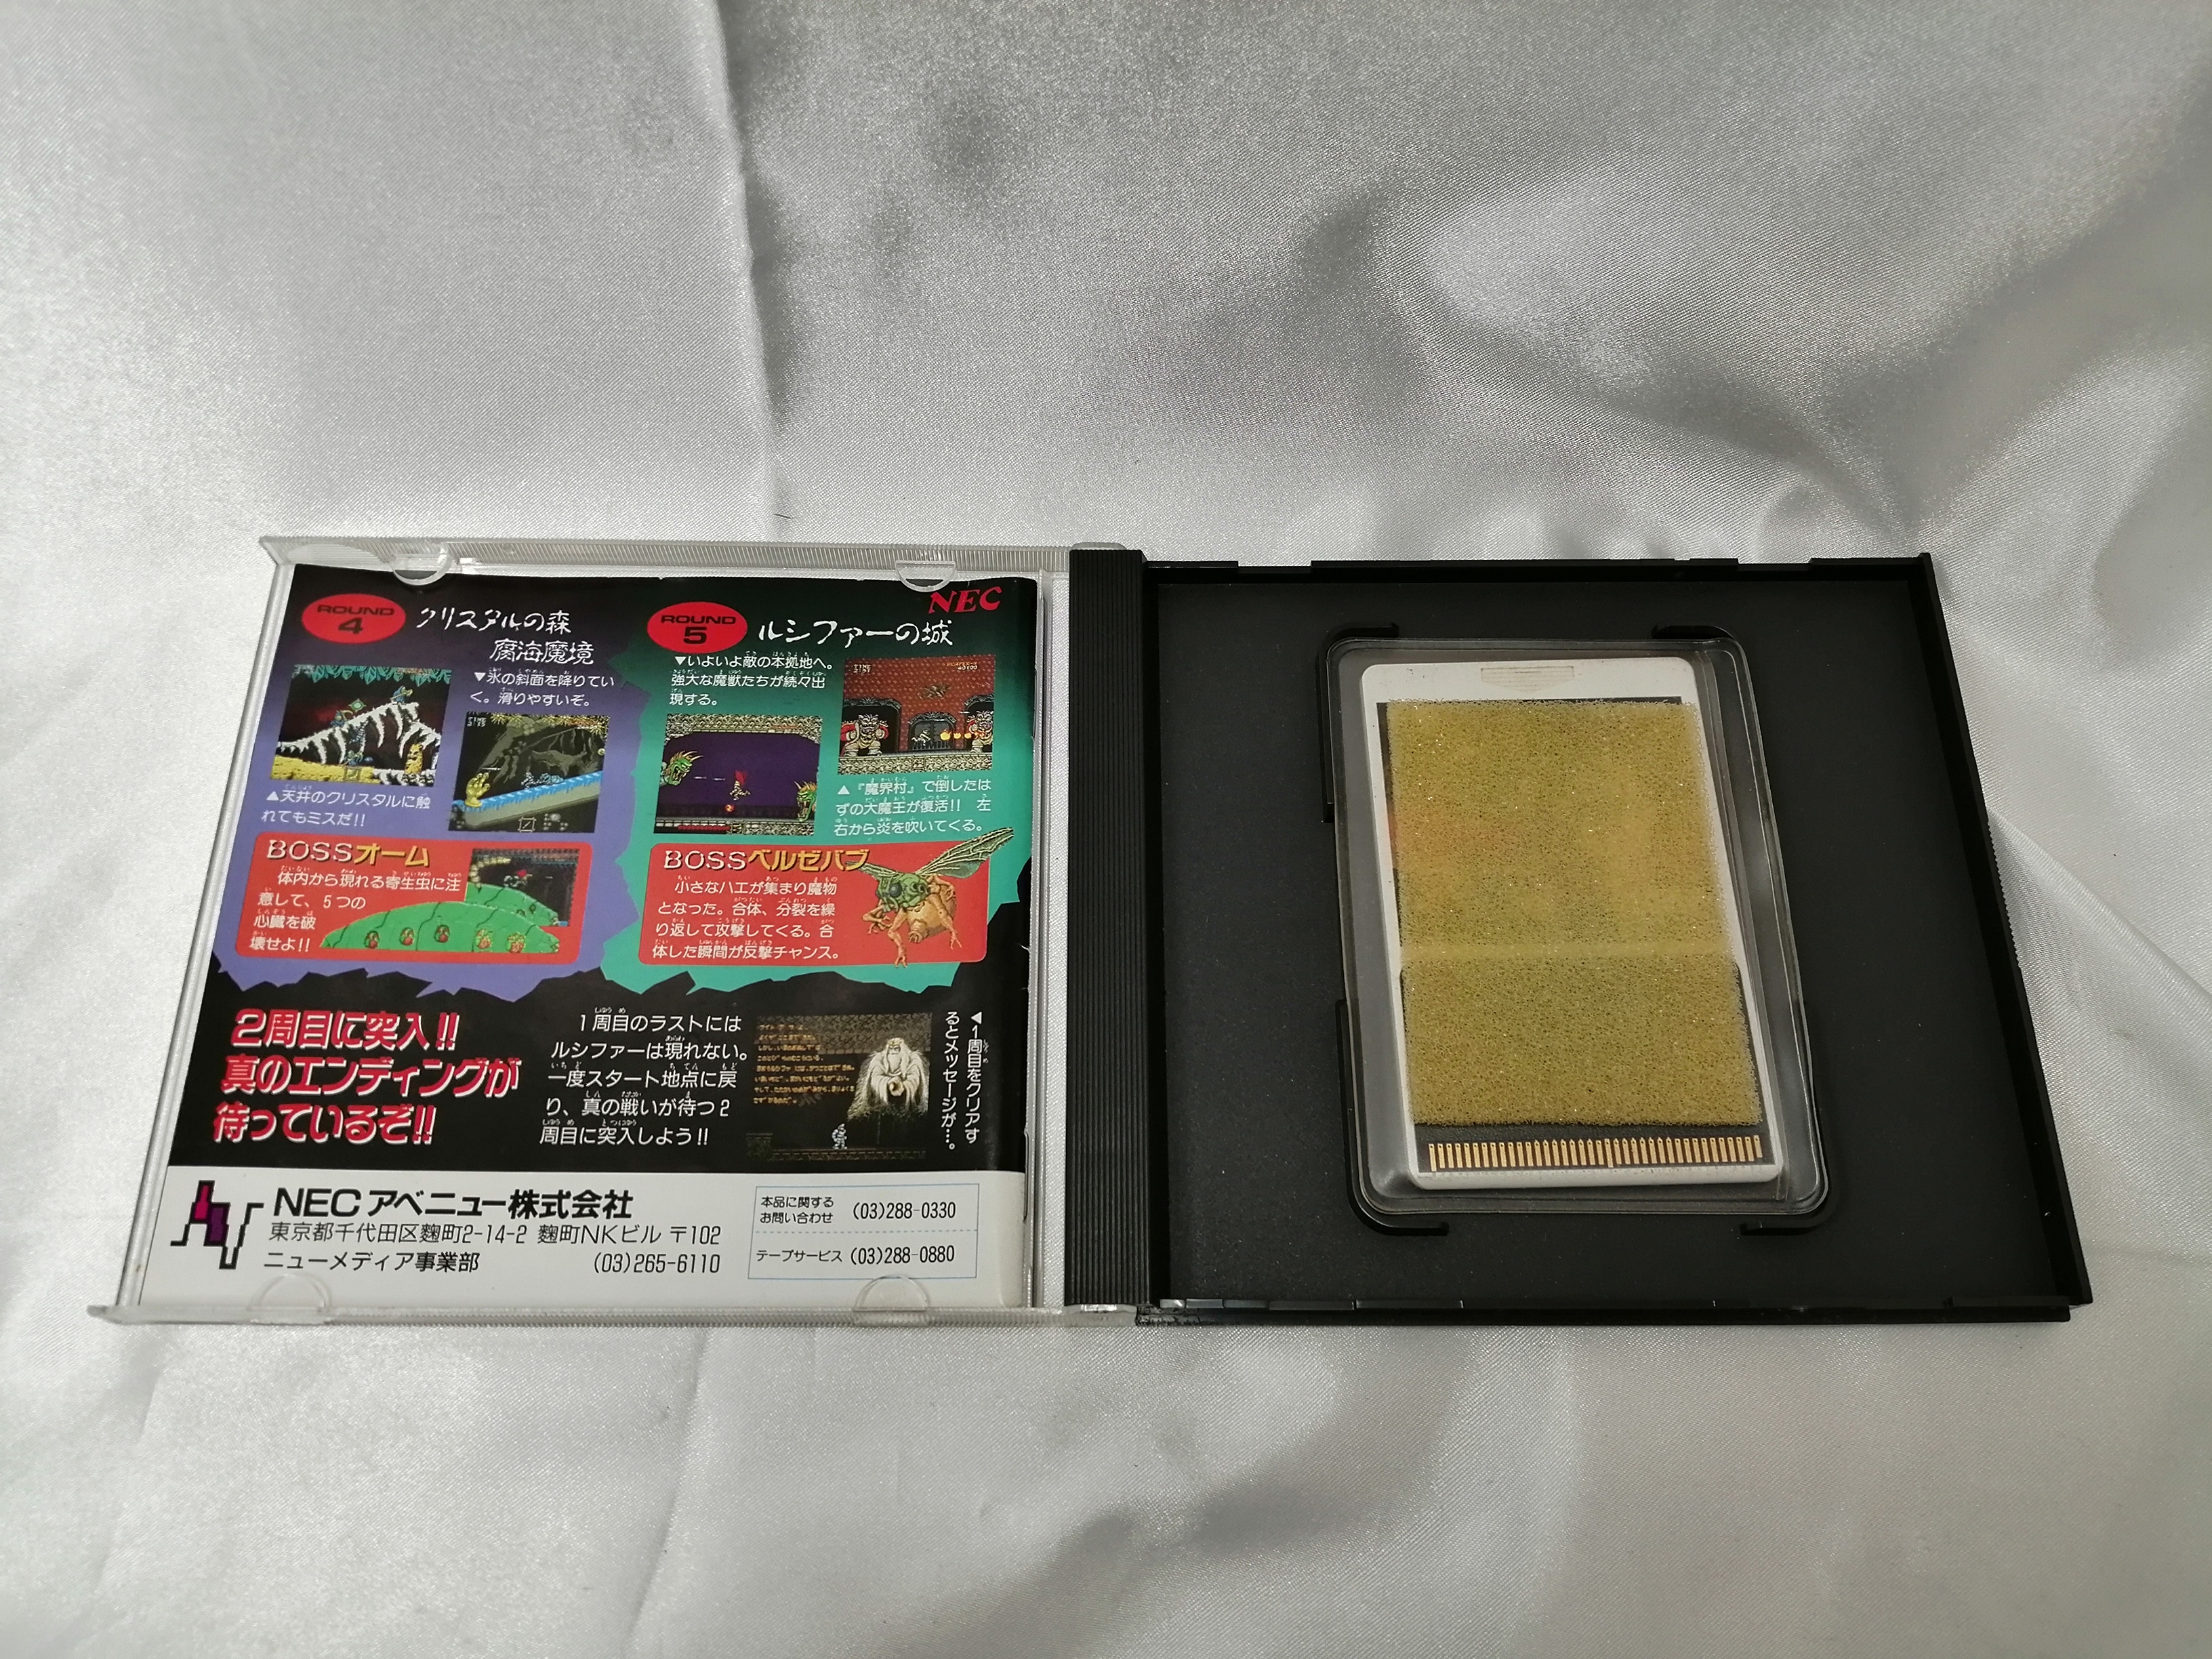 NEC
ROUND 4
クリスタルの森
腐海魔境
▼氷の斜面を降りてい
く。滑りやすいぞ。
▲天井のクリスタルに触
れてもミスだ!!
BOSSオーム
体内から現れる寄生虫に注
意して、5つの
心臓を破
壊せよ!!
ROUND 5
ルシファーの城
▼いよいよ敵の本拠地へ。
強大な魔獣たちが続々出
現する。
▲『魔界村』で倒したは
ずの大魔王が復活!! 左
右から炎を吹いてくる。
BOSSベルゼバブ
小さなハエが集まり魔物
となった。合体、分裂を繰
り返して攻撃してくる。合
体した瞬間が反撃チャンス。
2周目に突入!!
真のエンディングが
待っているぞ!!
1周目のラストには
ルシファーは現れない。
一度スタート地点に戻
り、真の戦いが待つ2
周目に突入しよう!!
◀1周目をクリアす
るとメッセージが…。
NECアベニュー株式会社
東京都千代田区麴町2-14-2 麴町NKビル 〒102
ニューメディア事業部 (03)265-6110
本品に関する
お問い合わせ (03)288-0330
テープサービス (03)288-0880